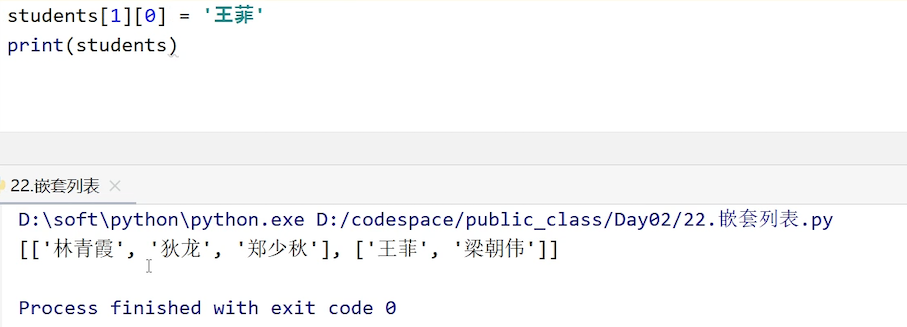 students[1][0] = '王菲'
print(students)
22.嵌套列表
D:\soft\python\python.exe D:/codespace/public_class/Day02/22.嵌套列表.py
[['林青霞', '狄龙', '郑少秋'], ['王菲', '梁朝伟']]
Process finished with exit code 0